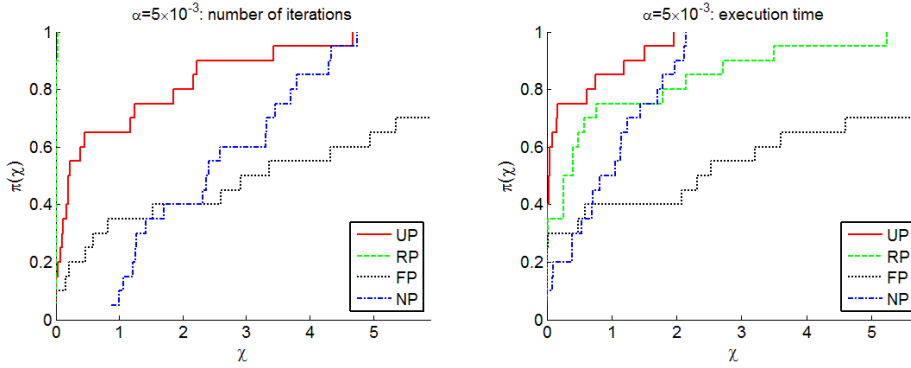 α=5×10⁻³: number of iterations
π(χ)
1
0.8
0.6
0.4
0.2
0
0 1 2 3 4 5
χ
UP
RP
FP
NP
α=5×10⁻³: execution time
π(χ)
1
0.8
0.6
0.4
0.2
0
0 1 2 3 4 5
χ
UP
RP
FP
NP